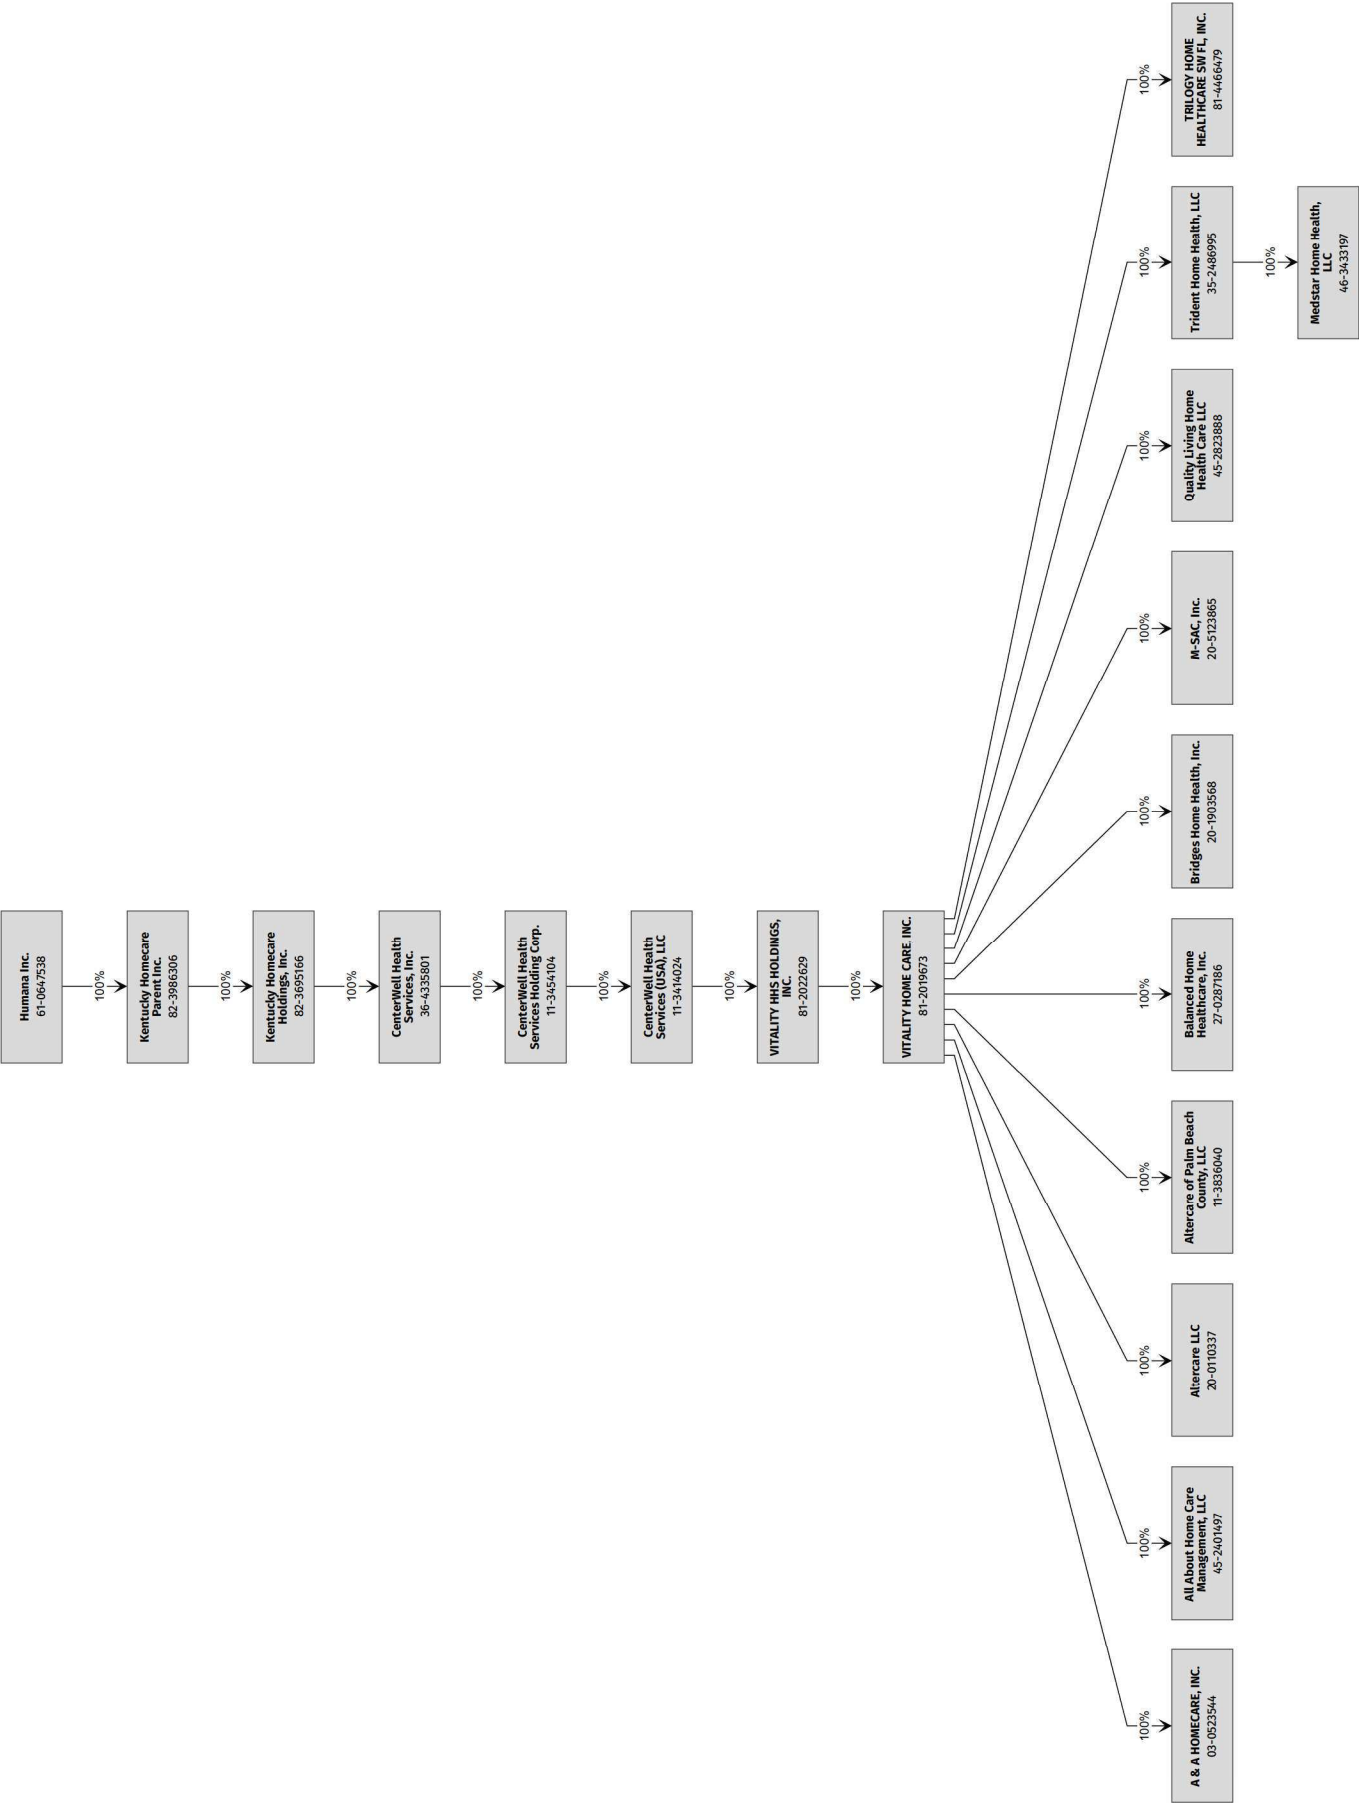 Humana Inc.
61-0647538
100%
Kentucky Homecare
Parent Inc.
82-3986306
100%
Kentucky Homecare
Holdings, Inc.
82-3695166
100%
CenterWell Health
Services, Inc.
36-4335801
100%
CenterWell Health
Services Holding Corp.
11-3454104
100%
CenterWell Health
Services (USA), LLC
11-3414024
100%
VITALITY HHS HOLDINGS,
INC.
81-2022629
100%
VITALITY HOME CARE INC.
81-2019673
100%
A & A HOMECARE, INC.
03-0523544
100%
All About Home Care
Management, LLC
45-2401497
100%
Altercare LLC
20-0110337
100%
Altercare of Palm Beach
County, LLC
11-3836040
100%
Balanced Home
Healthcare, Inc.
27-0287186
100%
Bridges Home Health, Inc.
20-1903568
100%
M-SAC, Inc.
20-5123865
100%
Quality Living Home
Health Care LLC
45-2823888
100%
Trident Home Health, LLC
35-2486995
100%
TRILOGY HOME
HEALTHCARE SW FL, INC.
81-4466479
100%
Medstar Home Health,
LLC
46-3433197